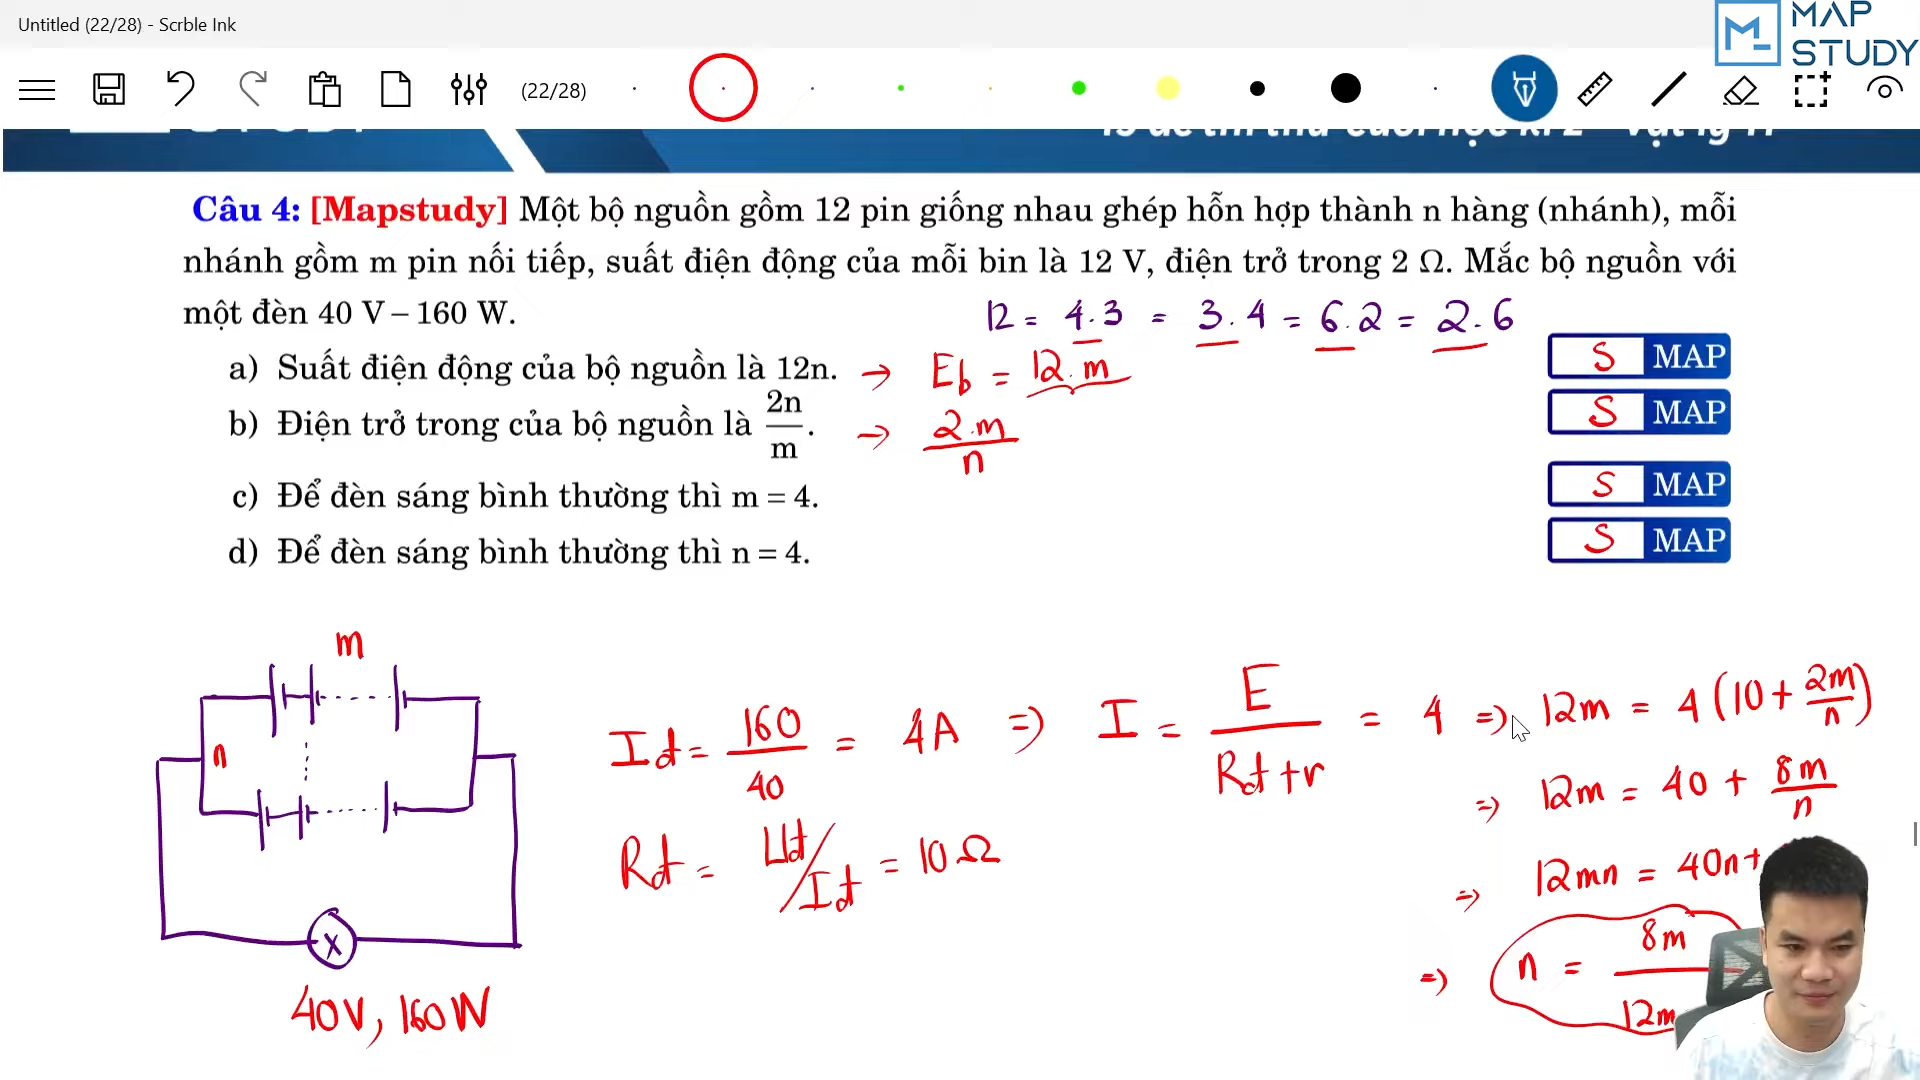 Untitled (22/28) - Scrble Ink
MAP
STUDY
(22/28)
Câu 4: [Mapstudy] Một bộ nguồn gồm 12 pin giống nhau ghép hỗn hợp thành n hàng (nhánh), mỗi
nhánh gồm m pin nối tiếp, suất điện động của mỗi bin là 12 V, điện trở trong 2 Ω. Mắc bộ nguồn với
một đèn 40 V – 160 W.
12 = 4.3 = 3.4 = 6.2 = 2.6
a) Suất điện động của bộ nguồn là 12n. → Eb = 12.m
S MAP
b) Điện trở trong của bộ nguồn là 2n/m. → 2.m/n
S MAP
c) Để đèn sáng bình thường thì m = 4.
S MAP
d) Để đèn sáng bình thường thì n = 4.
S MAP
m
n
X
40V, 160W
Iđ = 160/40 = 4A => I = E/(Rđ+r) = 4 => 12m = 4(10 + 2m/n)
=> 12m = 40 + 8m/n
Rđ = Uđ/Iđ = 10Ω
=> 12mn = 40n+
=> n = 8m/12m